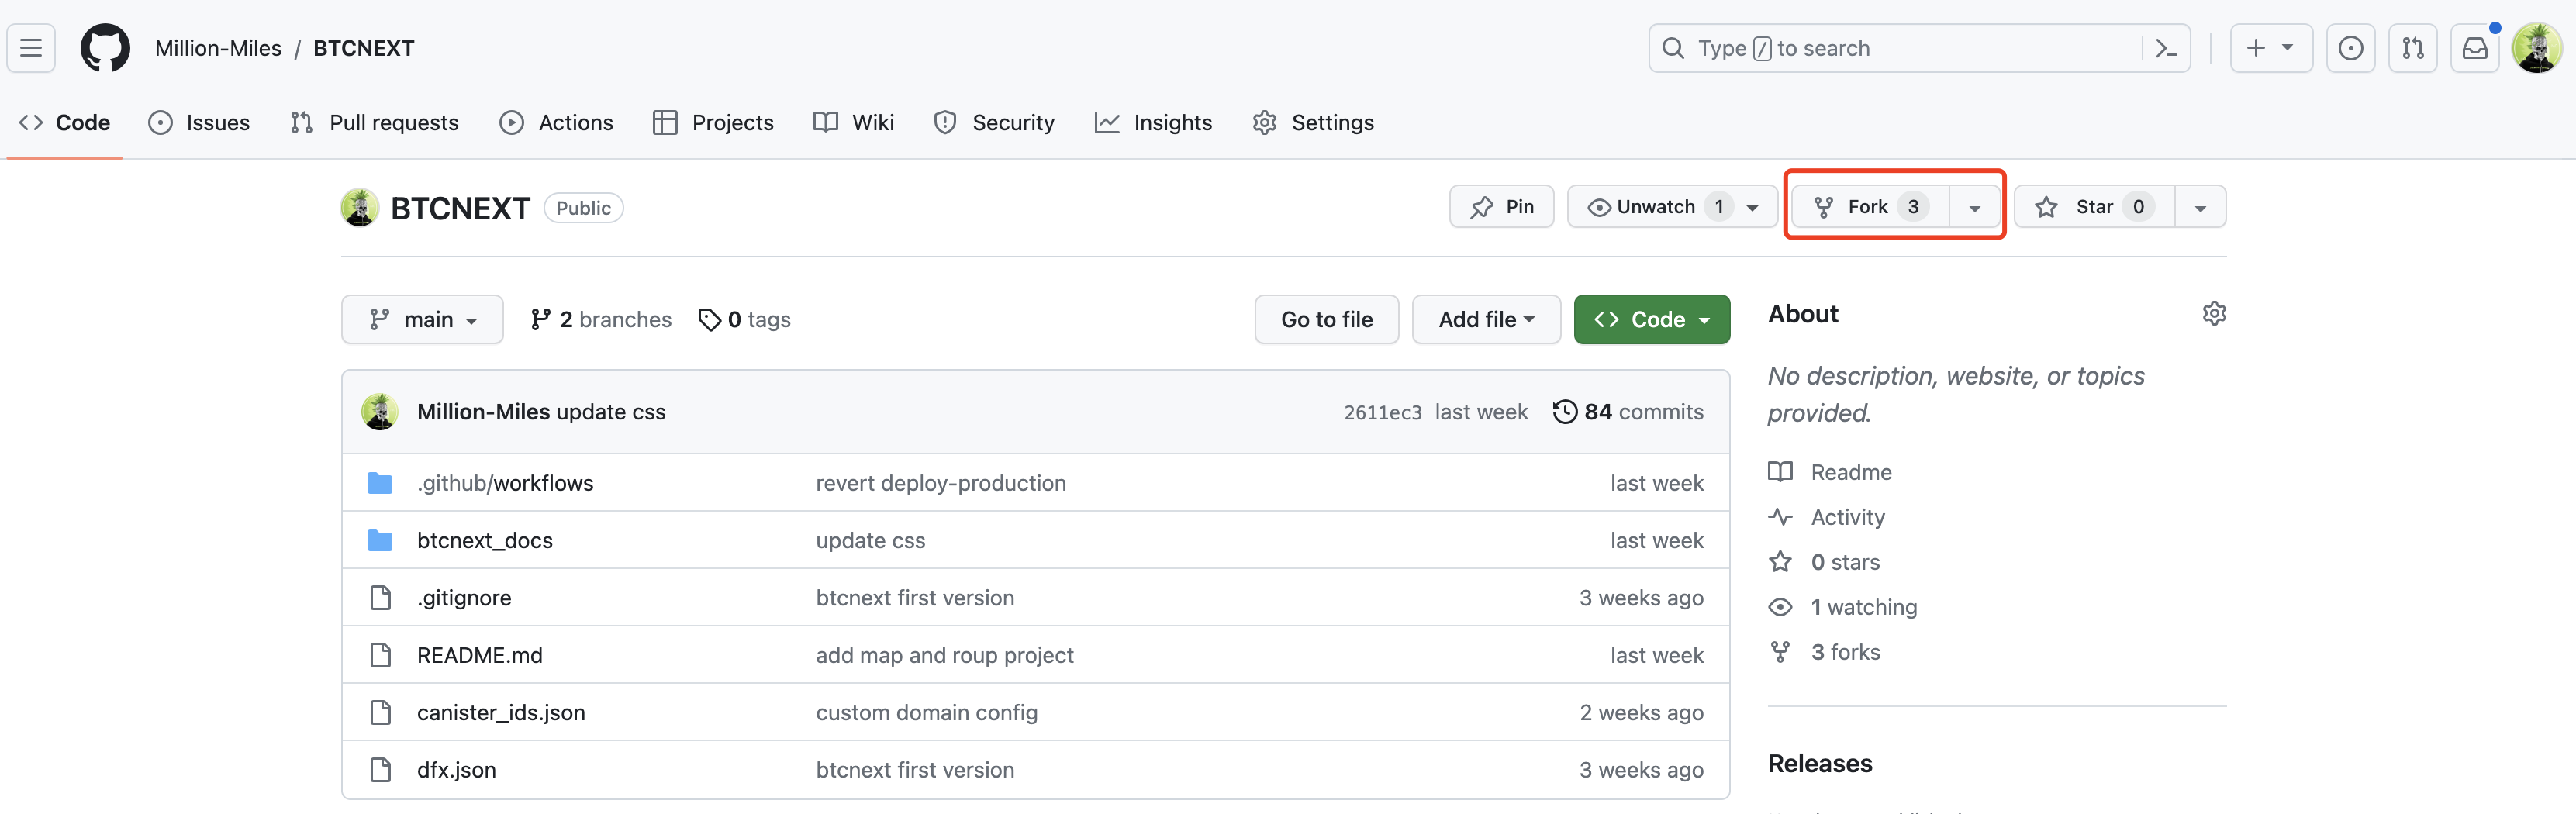 Million-Miles / BTCNEXT
Type / to search
Code Issues Pull requests Actions Projects Wiki Security Insights Settings
BTCNEXT Public
Pin Unwatch 1 Fork 3 Star 0
main 2 branches 0 tags
Go to file Add file Code
Million-Miles update css 2611ec3 last week 84 commits
.github/workflows revert deploy-production last week
btcnext_docs update css last week
.gitignore btcnext first version 3 weeks ago
README.md add map and roup project last week
canister_ids.json custom domain config 2 weeks ago
dfx.json btcnext first version 3 weeks ago
About
No description, website, or topics
provided.
Readme
Activity
0 stars
1 watching
3 forks
Releases